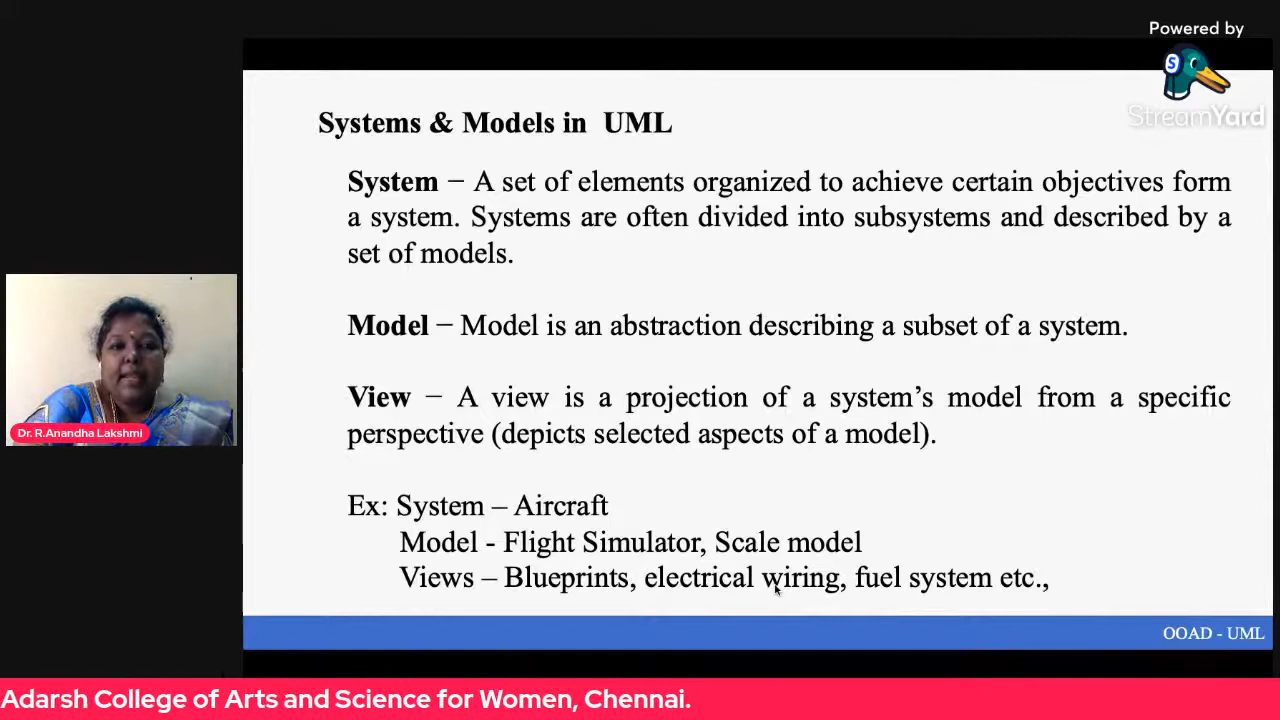 Powered by
S
StreamYard
Systems & Models in UML
System − A set of elements organized to achieve certain objectives form
a system. Systems are often divided into subsystems and described by a
set of models.
Model − Model is an abstraction describing a subset of a system.
View − A view is a projection of a system’s model from a specific
perspective (depicts selected aspects of a model).
Ex: System – Aircraft
Model - Flight Simulator, Scale model
Views – Blueprints, electrical wiring, fuel system etc.,
OOAD - UML
Dr. R.Anandha Lakshmi
Adarsh College of Arts and Science for Women, Chennai.